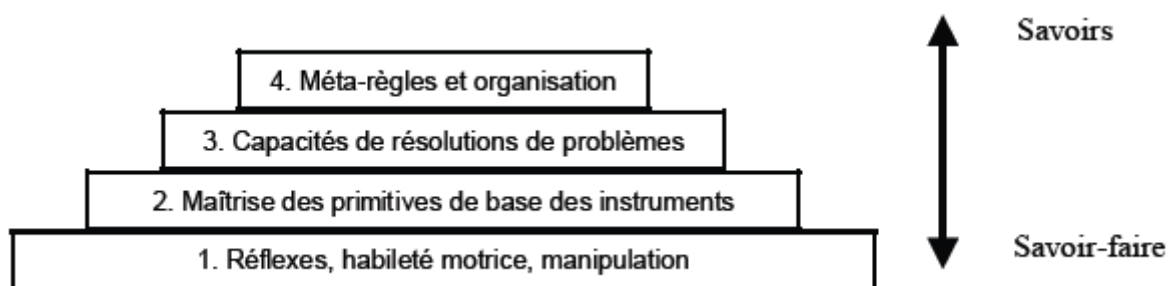 Savoirs
4. Méta-règles et organisation
3. Capacités de résolutions de problèmes
2. Maîtrise des primitives de base des instruments
1. Réflexes, habileté motrice, manipulation
Savoir-faire